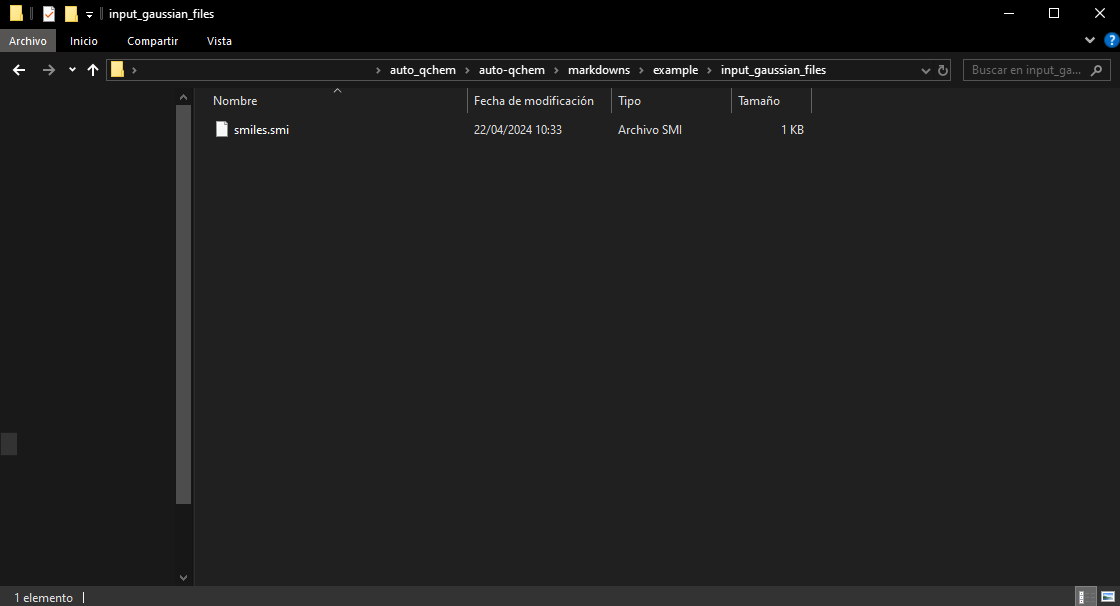 input_gaussian_files
Archivo Inicio Compartir Vista
auto_qchem auto-qchem markdowns example input_gaussian_files Buscar en input_ga...
Nombre Fecha de modificación Tipo Tamaño
smiles.smi 22/04/2024 10:33 Archivo SMI 1 KB
1 elemento